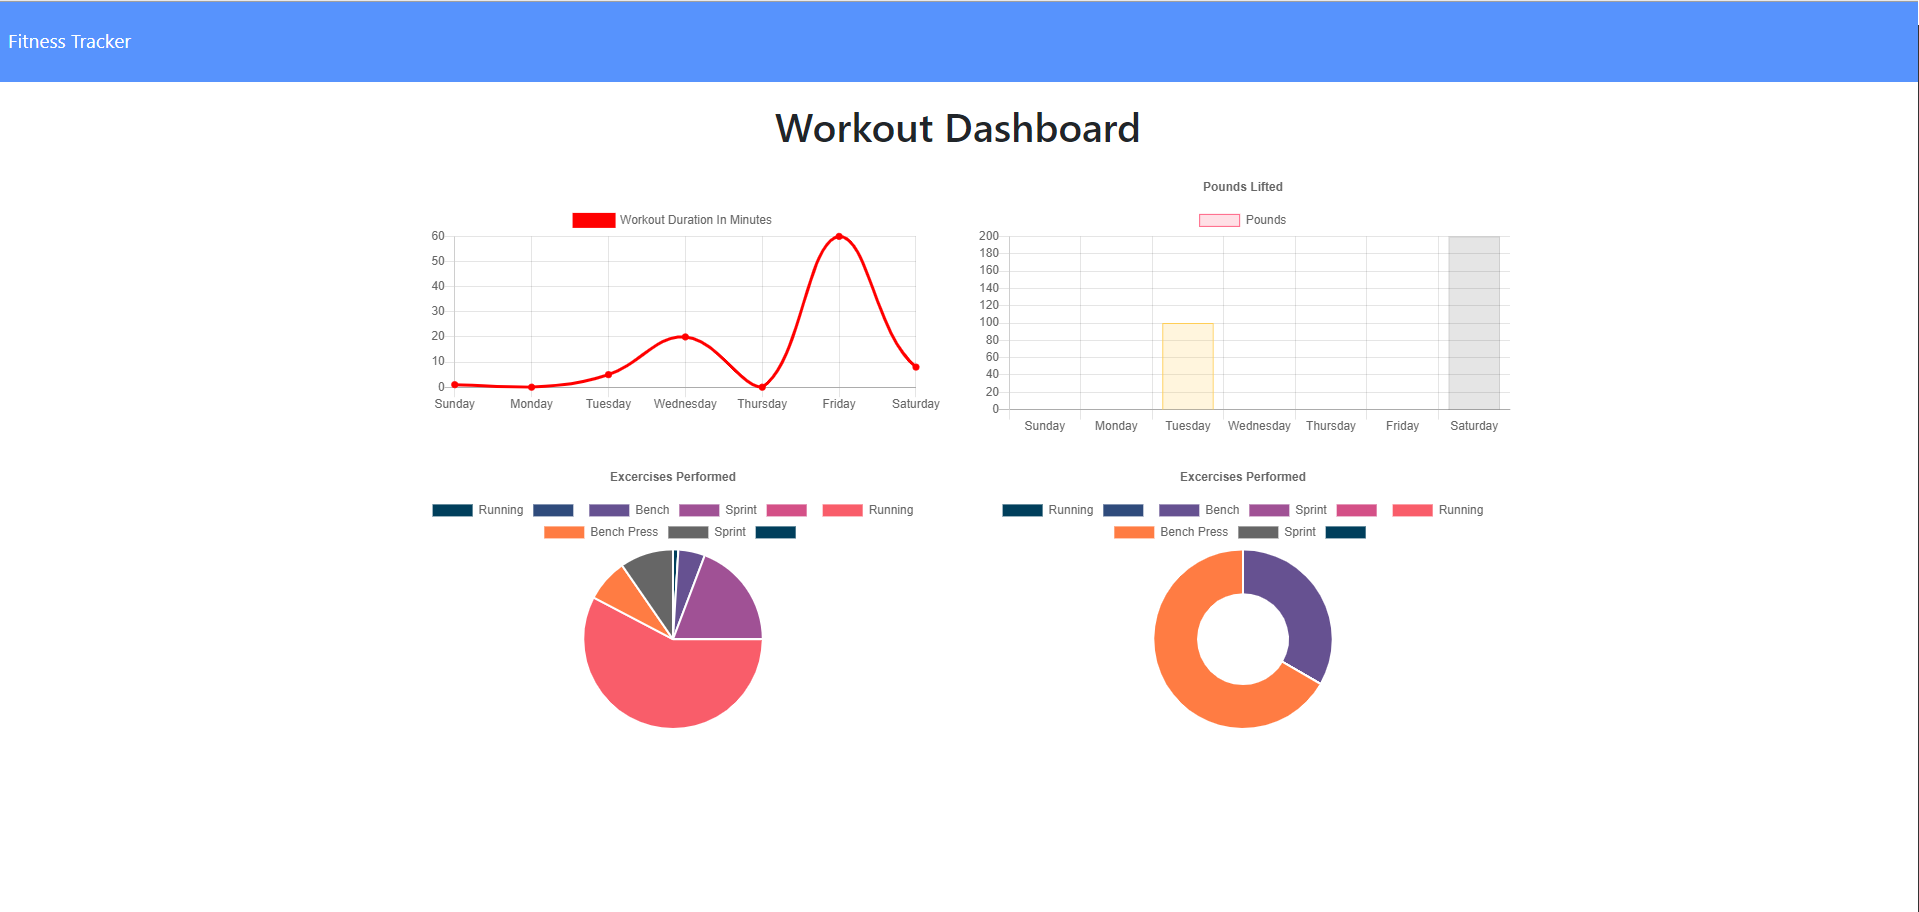 Fitness Tracker
Workout Dashboard
Workout Duration In Minutes
60
50
40
30
20
10
0
Sunday Monday Tuesday Wednesday Thursday Friday Saturday
Pounds Lifted
Pounds
200
180
160
140
120
100
80
60
40
20
0
Sunday Monday Tuesday Wednesday Thursday Friday Saturday
Excercises Performed
Running Bench Sprint Running
Bench Press Sprint
Excercises Performed
Running Bench Sprint Running
Bench Press Sprint